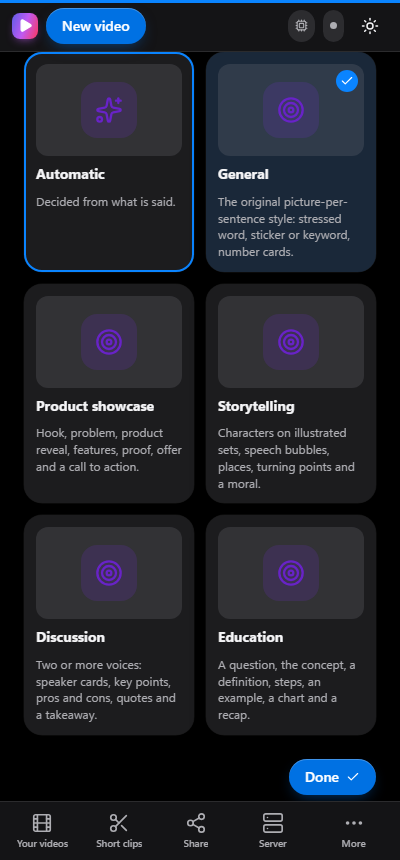 New video
Automatic
Decided from what is said.
General
The original picture-per-
sentence style: stressed
word, sticker or keyword,
number cards.
Product showcase
Hook, problem, product
reveal, features, proof, offer
and a call to action.
Storytelling
Characters on illustrated
sets, speech bubbles,
places, turning points and
a moral.
Discussion
Two or more voices:
speaker cards, key points,
pros and cons, quotes and
a takeaway.
Education
A question, the concept, a
definition, steps, an
example, a chart and a
recap.
Done
Your videos
Short clips
Share
Server
More